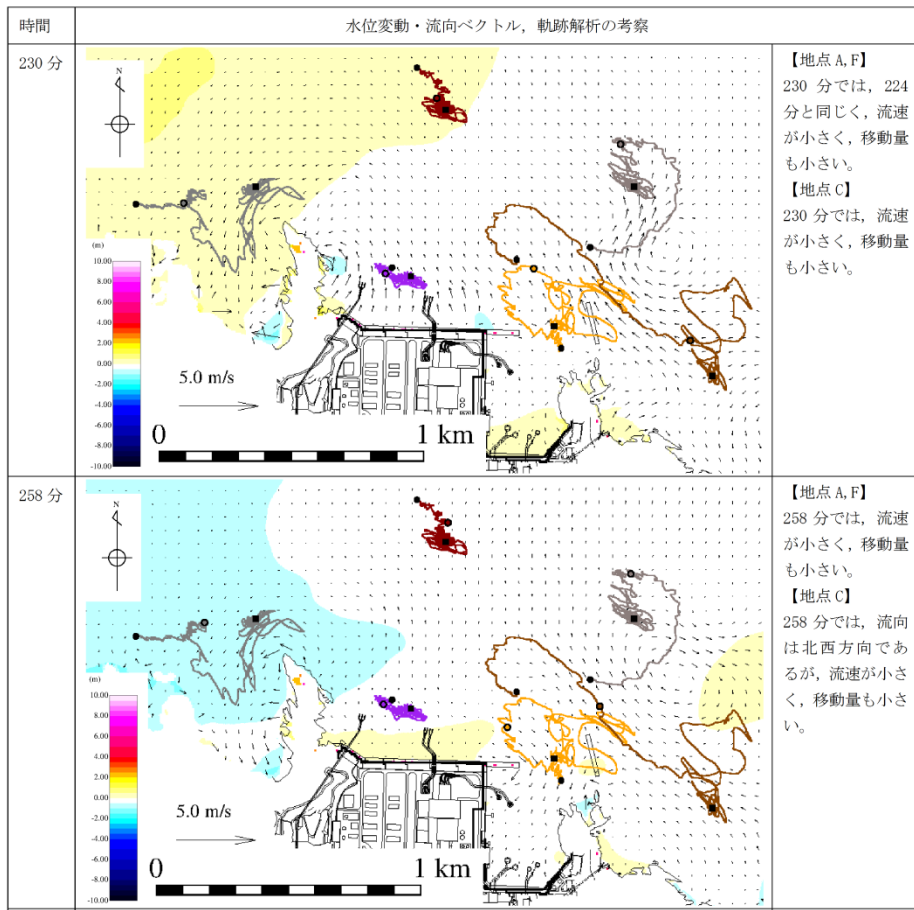 時間
水位変動・流向ベクトル,軌跡解析の考察
230 分
N
(m)
10.00
8.00
6.00
4.00
2.00
0.00
-2.00
-4.00
-6.00
-8.00
-10.00
5.0 m/s
0
1 km
【地点 A,F】
230 分では,224
分と同じく,流速
が小さく,移動量
も小さい。
【地点 C】
230 分では,流速
が小さく,移動量
も小さい。
258 分
N
(m)
10.00
8.00
6.00
4.00
2.00
0.00
-2.00
-4.00
-6.00
-8.00
-10.00
5.0 m/s
0
1 km
【地点 A,F】
258 分では,流速
が小さく,移動量
も小さい。
【地点 C】
258 分では,流向
は北西方向であ
るが,流速が小さ
く,移動量も小さ
い。